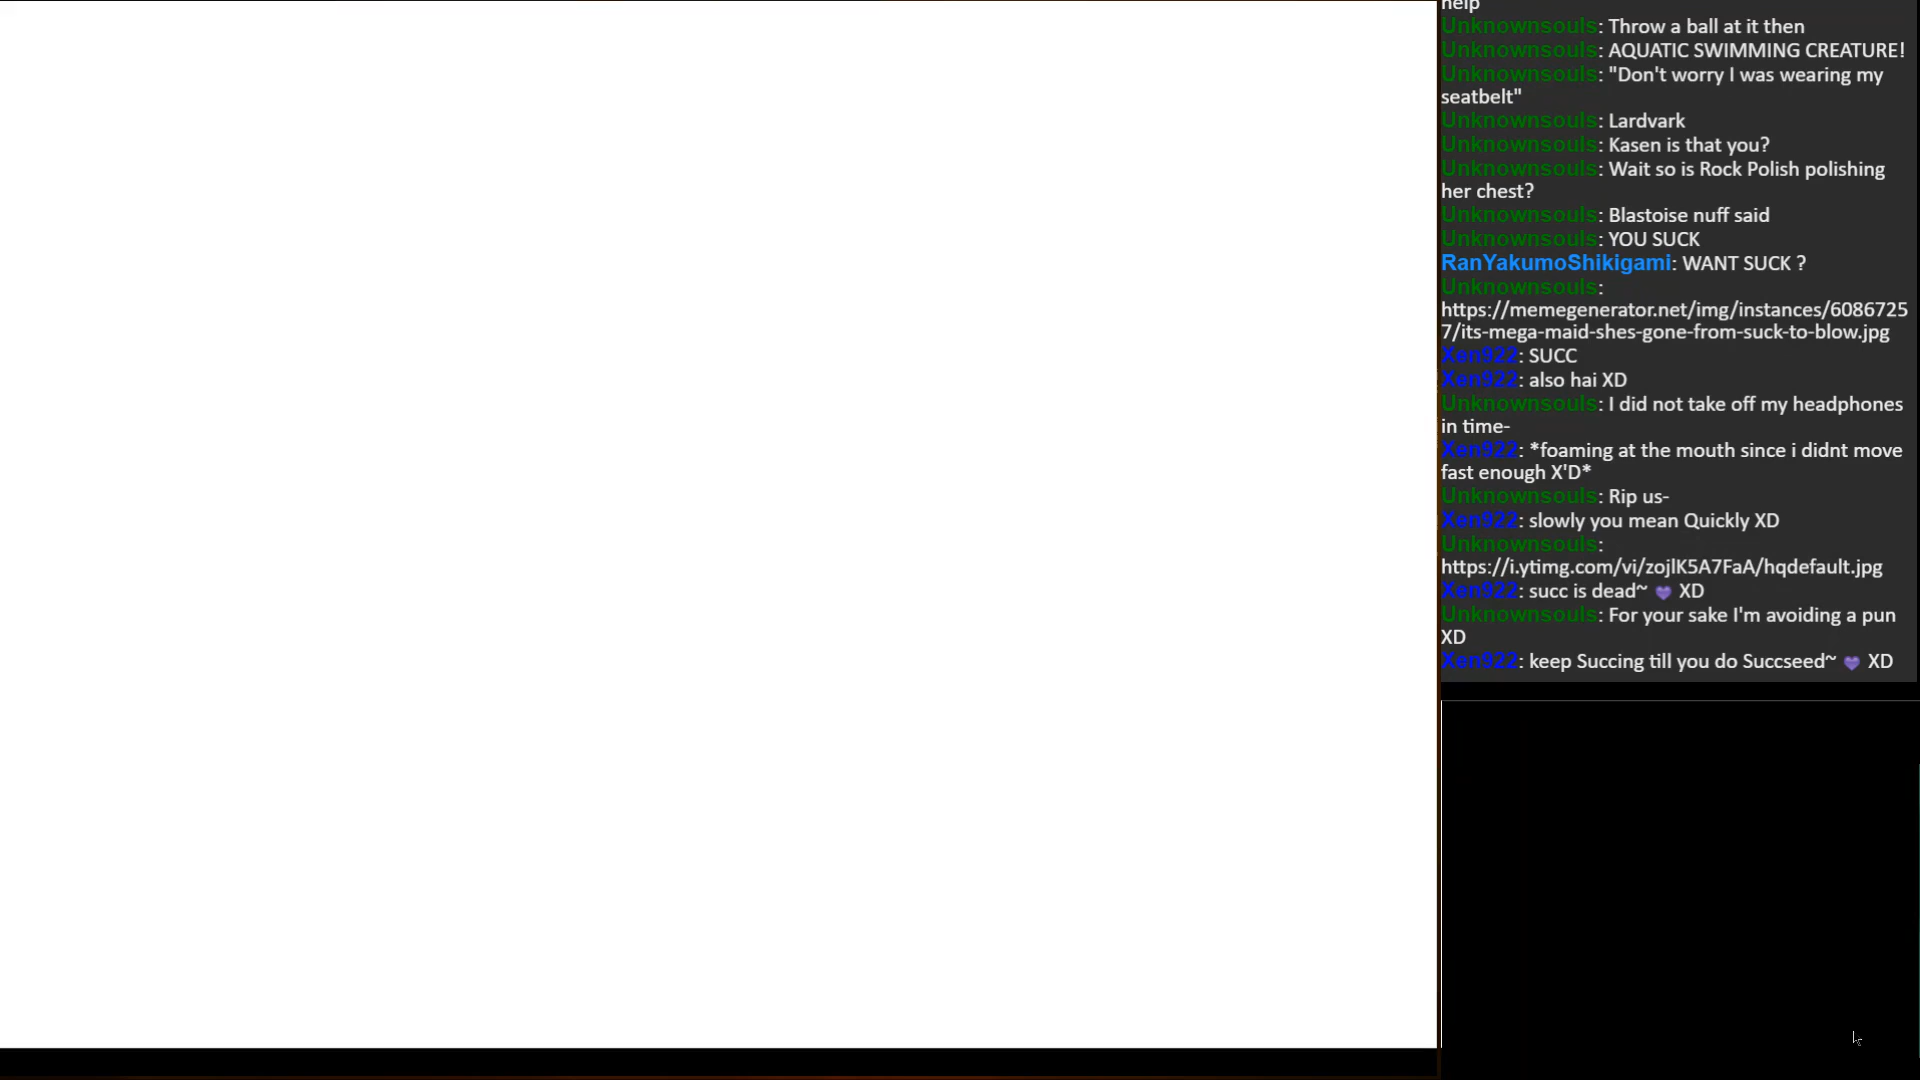 help
Unknownsouls: Throw a ball at it then
Unknownsouls: AQUATIC SWIMMING CREATURE!
Unknownsouls: "Don't worry I was wearing my
seatbelt"
Unknownsouls: Lardvark
Unknownsouls: Kasen is that you?
Unknownsouls: Wait so is Rock Polish polishing
her chest?
Unknownsouls: Blastoise nuff said
Unknownsouls: YOU SUCK
RanYakumoShikigami: WANT SUCK ?
Unknownsouls:
https://memegenerator.net/img/instances/6086725
7/its-mega-maid-shes-gone-from-suck-to-blow.jpg
Xen922: SUCC
Xen922: also hai XD
Unknownsouls: I did not take off my headphones
in time-
Xen922: *foaming at the mouth since i didnt move
fast enough X'D*
Unknownsouls: Rip us-
Xen922: slowly you mean Quickly XD
Unknownsouls:
https://i.ytimg.com/vi/zojlK5A7FaA/hqdefault.jpg
Xen922: succ is dead~ 💜 XD
Unknownsouls: For your sake I'm avoiding a pun
XD
Xen922: keep Succing till you do Succseed~ 💜 XD